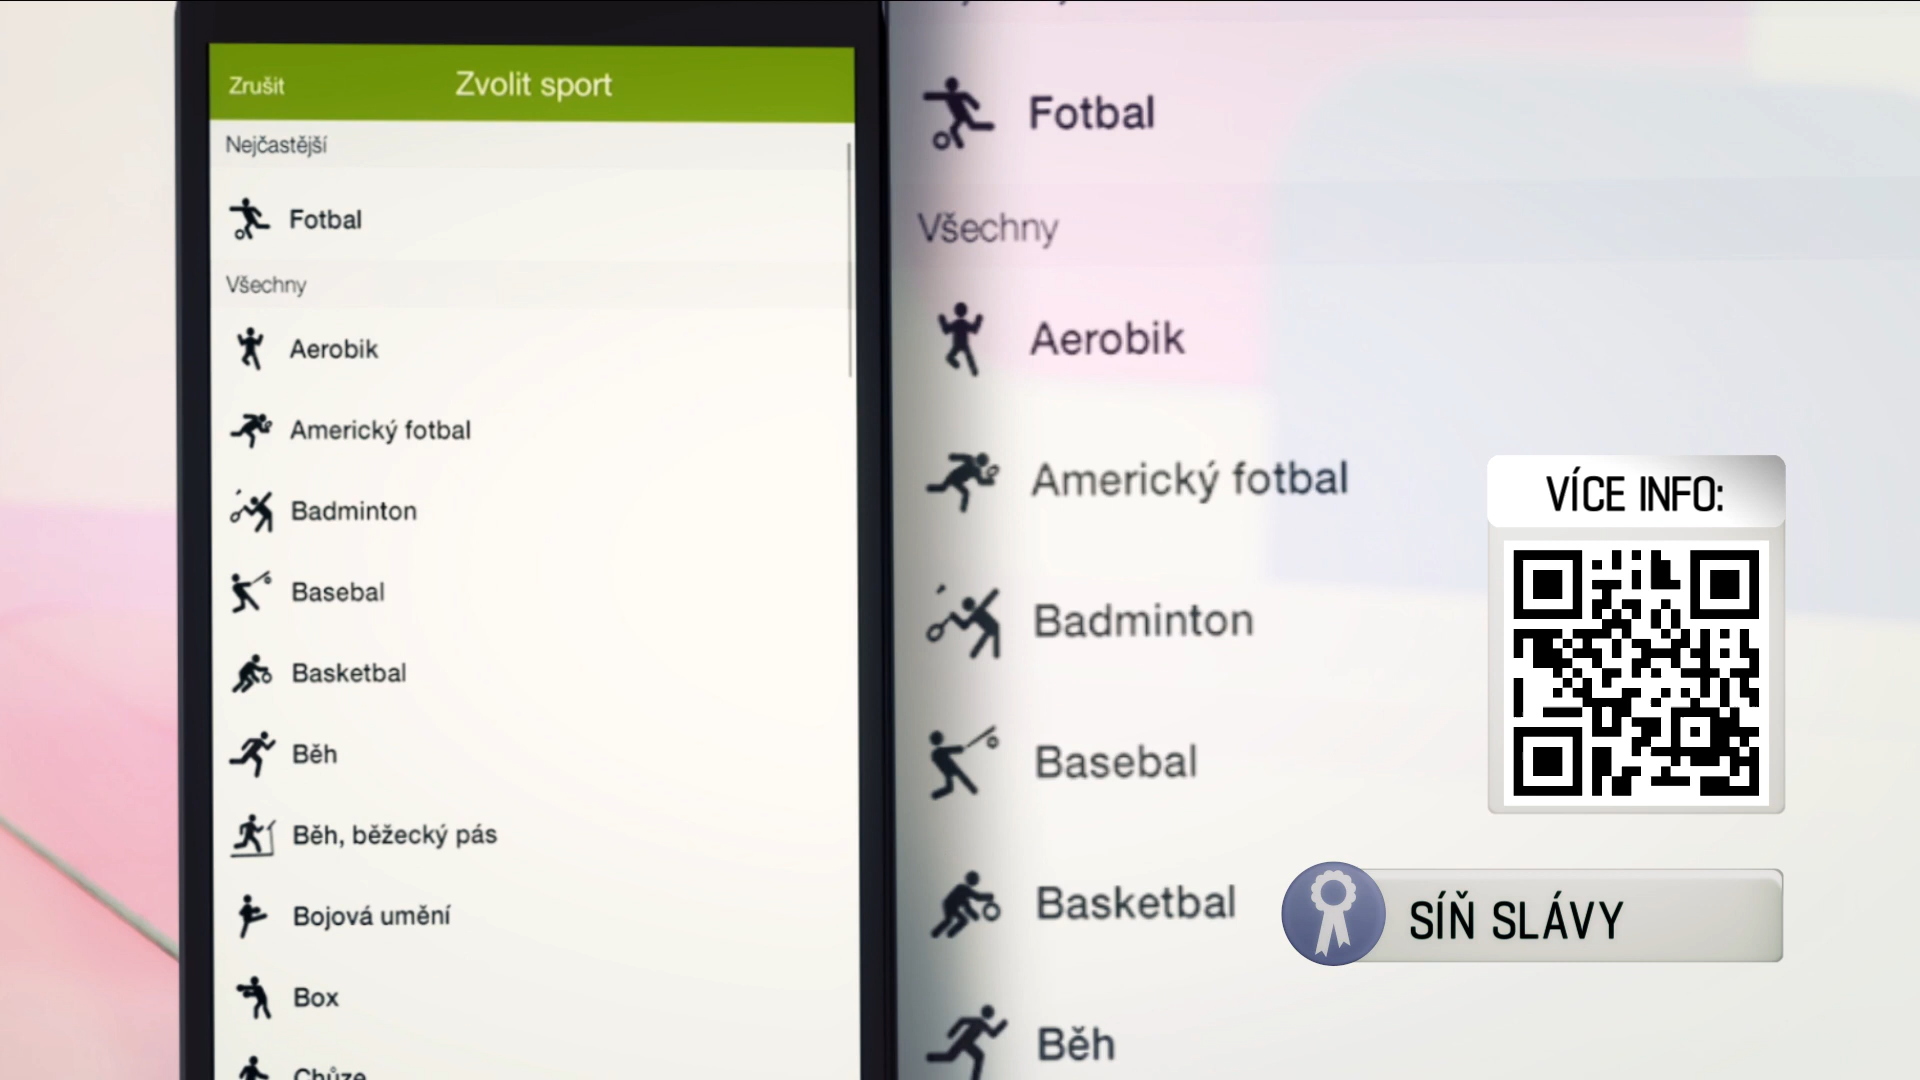 Zrušit
Zvolit sport
Nejčastější
Fotbal
Všechny
Aerobik
Americký fotbal
Badminton
Basebal
Basketbal
Běh
Běh, běžecký pás
Bojová umění
Box
Chůze
Fotbal
Všechny
Aerobik
Americký fotbal
Badminton
Basebal
Basketbal
Běh
VÍCE INFO:
SÍŇ SLÁVY